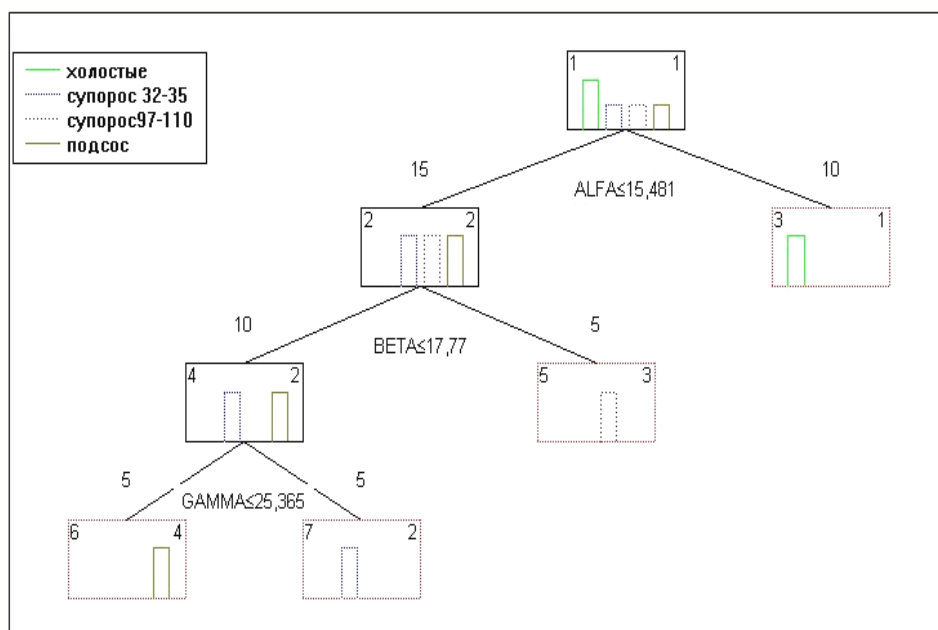 холостые
супорос 32-35
супорос97-110
подсос
1 1
15 10
ALFA≤15,481
2 2
3 1
10 5
BETA≤17,77
4 2
5 3
5 5
GAMMA≤25,365
6 4
7 2